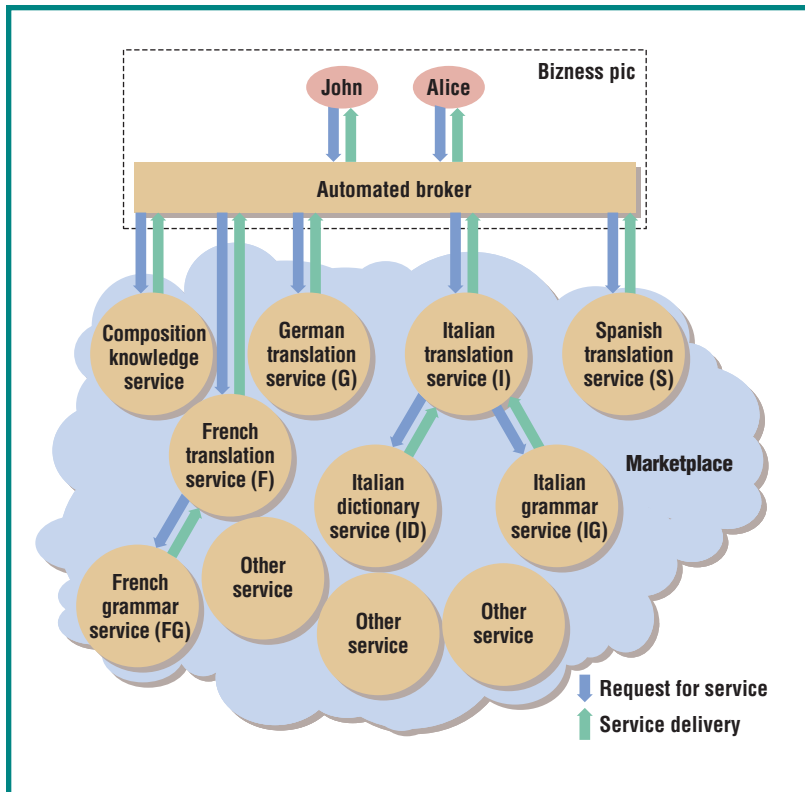 Bizness pic
John
Alice
Automated broker
Composition
knowledge
service
German
translation
service (G)
Italian
translation
service (I)
Spanish
translation
service (S)
French
translation
service (F)
Marketplace
Italian
dictionary
service (ID)
Italian
grammar
service (IG)
French
grammar
service (FG)
Other
service
Other
service
Other
service
Request for service
Service delivery